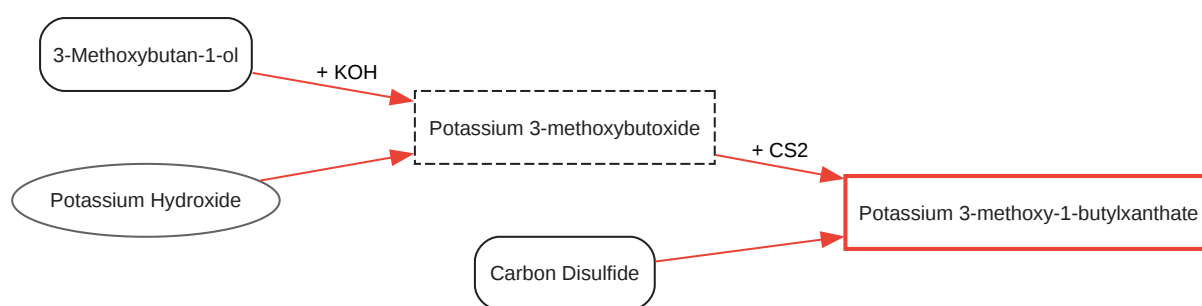 3-Methoxybutan-1-ol
+ KOH
Potassium 3-methoxybutoxide
+ CS2
Potassium Hydroxide
Potassium 3-methoxy-1-butylxanthate
Carbon Disulfide